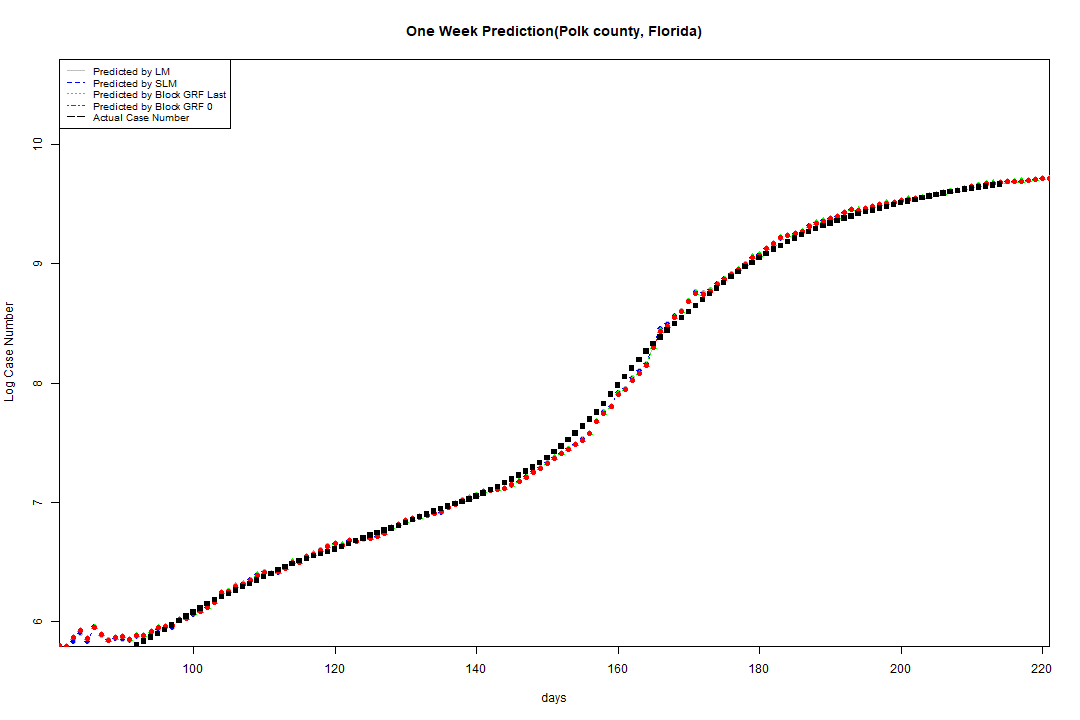 One Week Prediction(Polk county, Florida)
Predicted by LM
Predicted by SLM
Predicted by Block GRF Last
Predicted by Block GRF 0
Actual Case Number
10
9
8
7
6
Log Case Number
100 120 140 160 180 200 220
days